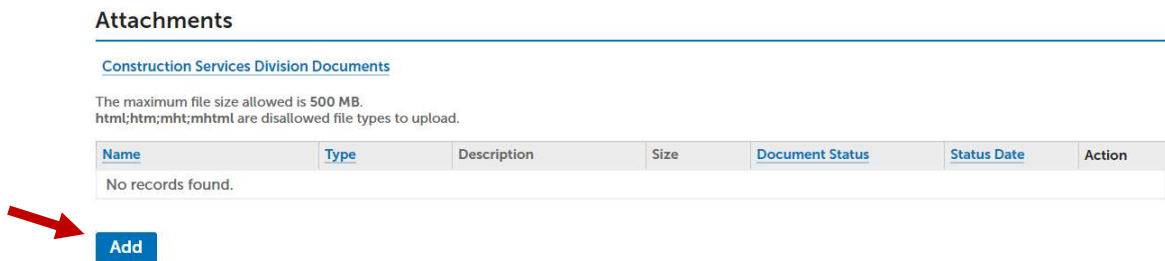 Attachments
Construction Services Division Documents
The maximum file size allowed is 500 MB.
html;htm;mht;mhtml are disallowed file types to upload.
Name Type Description Size Document Status Status Date Action
No records found.
Add